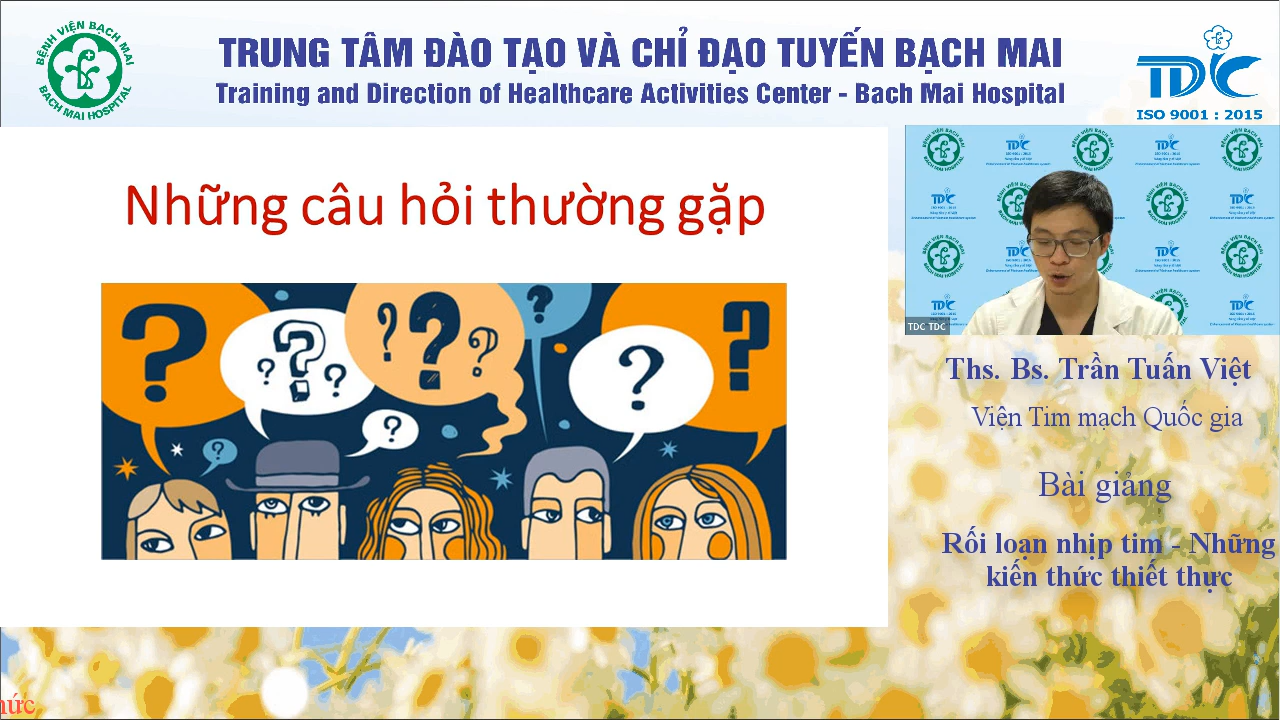 BỆNH VIỆN BẠCH MAI
BACH MAI HOSPITAL
TRUNG TÂM ĐÀO TẠO VÀ CHỈ ĐẠO TUYẾN BẠCH MAI
Training and Direction of Healthcare Activities Center - Bach Mai Hospital
TDC
ISO 9001 : 2015
Những câu hỏi thường gặp
TDC TDC
Ths. Bs. Trần Tuấn Việt
Viện Tim mạch Quốc gia
Bài giảng
Rối loạn nhịp tim - Những
kiến thức thiết thực